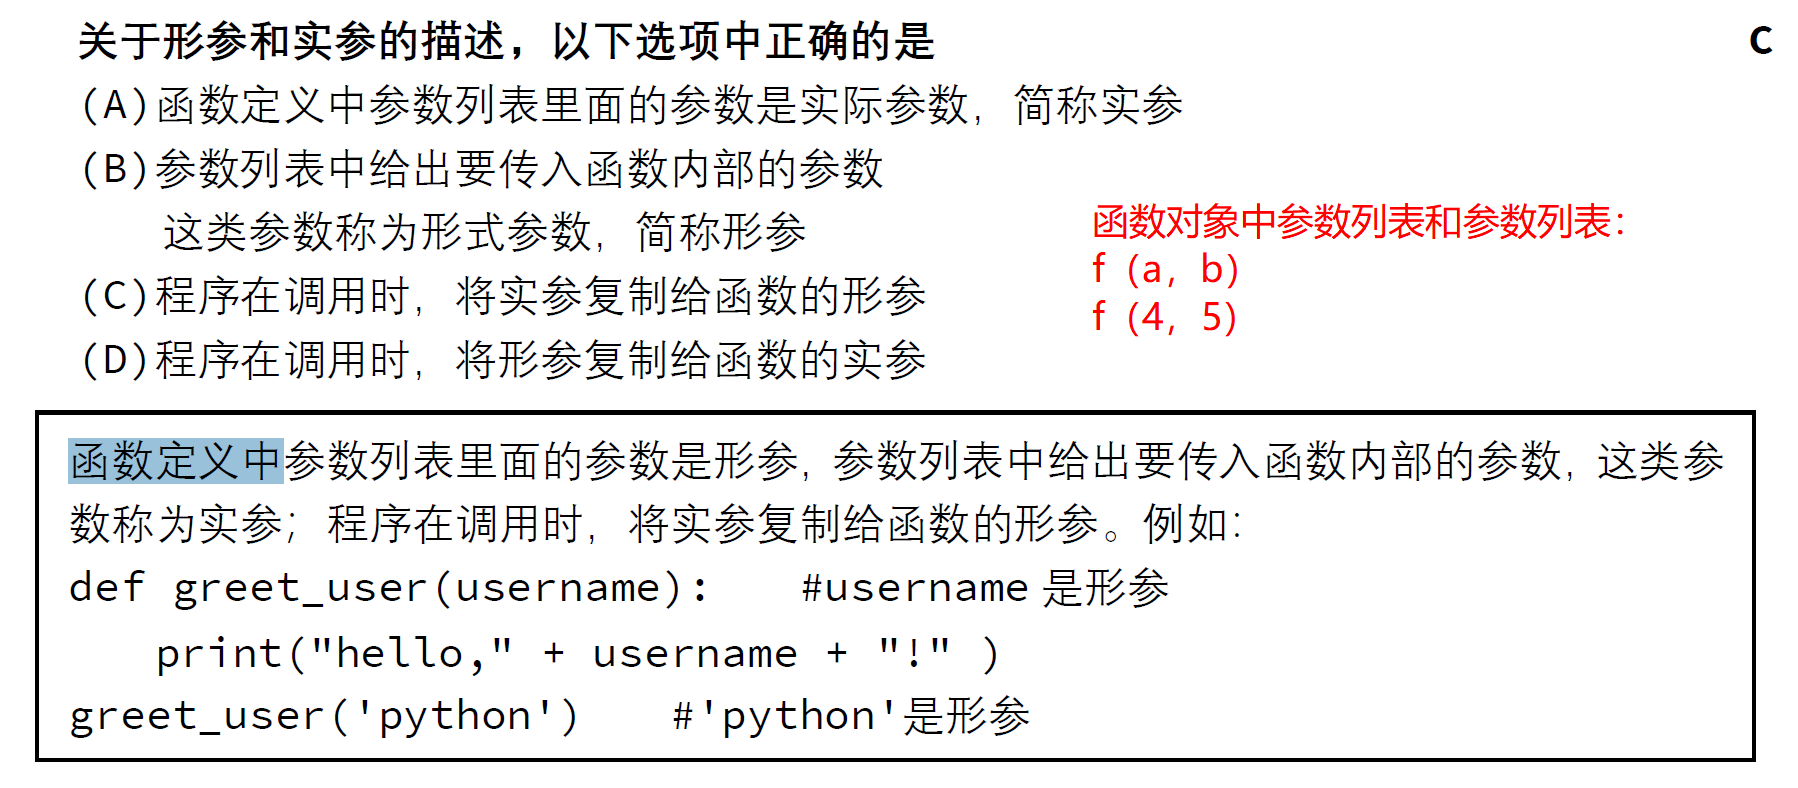 关于形参和实参的描述，以下选项中正确的是
C
(A)函数定义中参数列表里面的参数是实际参数，简称实参
(B)参数列表中给出要传入函数内部的参数
这类参数称为形式参数，简称形参
(C)程序在调用时，将实参复制给函数的形参
(D)程序在调用时，将形参复制给函数的实参
函数对象中参数列表和参数列表：
f（a，b）
f（4，5）
函数定义中参数列表里面的参数是形参，参数列表中给出要传入函数内部的参数，这类参
数称为实参；程序在调用时，将实参复制给函数的形参。例如：
def greet_user(username):   #username 是形参
print("hello," + username + "!" )
greet_user('python')   #'python'是形参